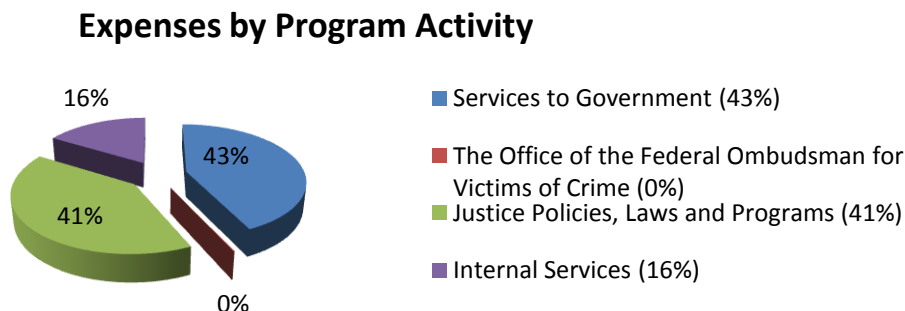 Expenses by Program Activity
16%
43%
41%
0%
Services to Government (43%)
The Office of the Federal Ombudsman for
Victims of Crime (0%)
Justice Policies, Laws and Programs (41%)
Internal Services (16%)